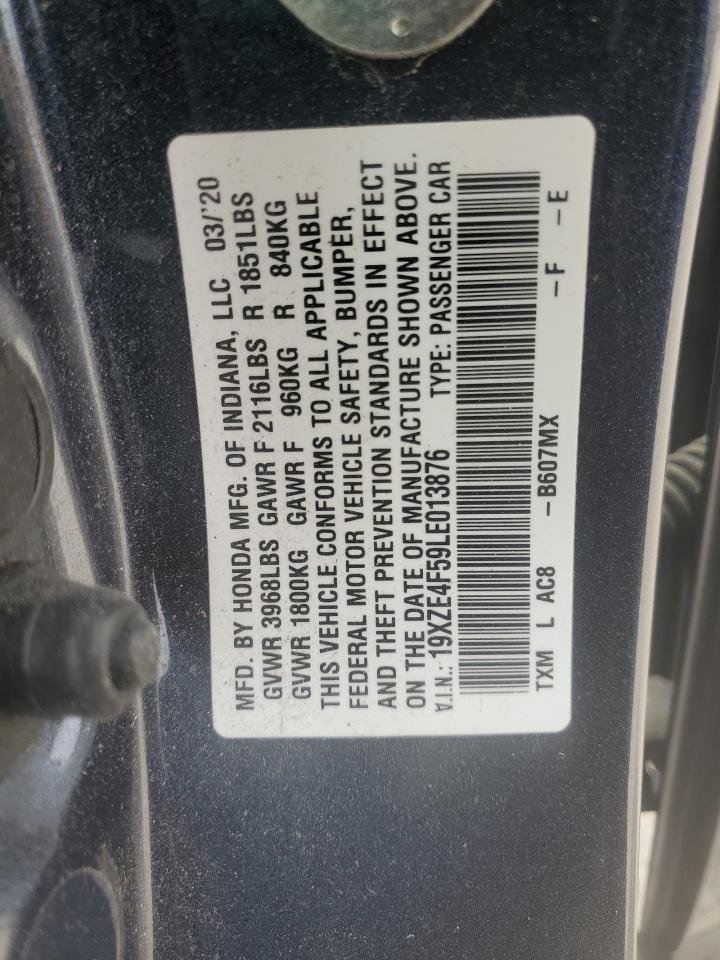 MFD. BY HONDA MFG. OF INDIANA, LLC 03/'20
GVWR 3968LBS GAWR F 2116LBS R 1851LBS
GVWR 1800KG GAWR F 960KG R 840KG
THIS VEHICLE CONFORMS TO ALL APPLICABLE
FEDERAL MOTOR VEHICLE SAFETY, BUMPER,
AND THEFT PREVENTION STANDARDS IN EFFECT
ON THE DATE OF MANUFACTURE SHOWN ABOVE.
V.I.N.: 19XZE4F59LE013876 TYPE: PASSENGER CAR
TXM L AC8 -B607MX -F -E